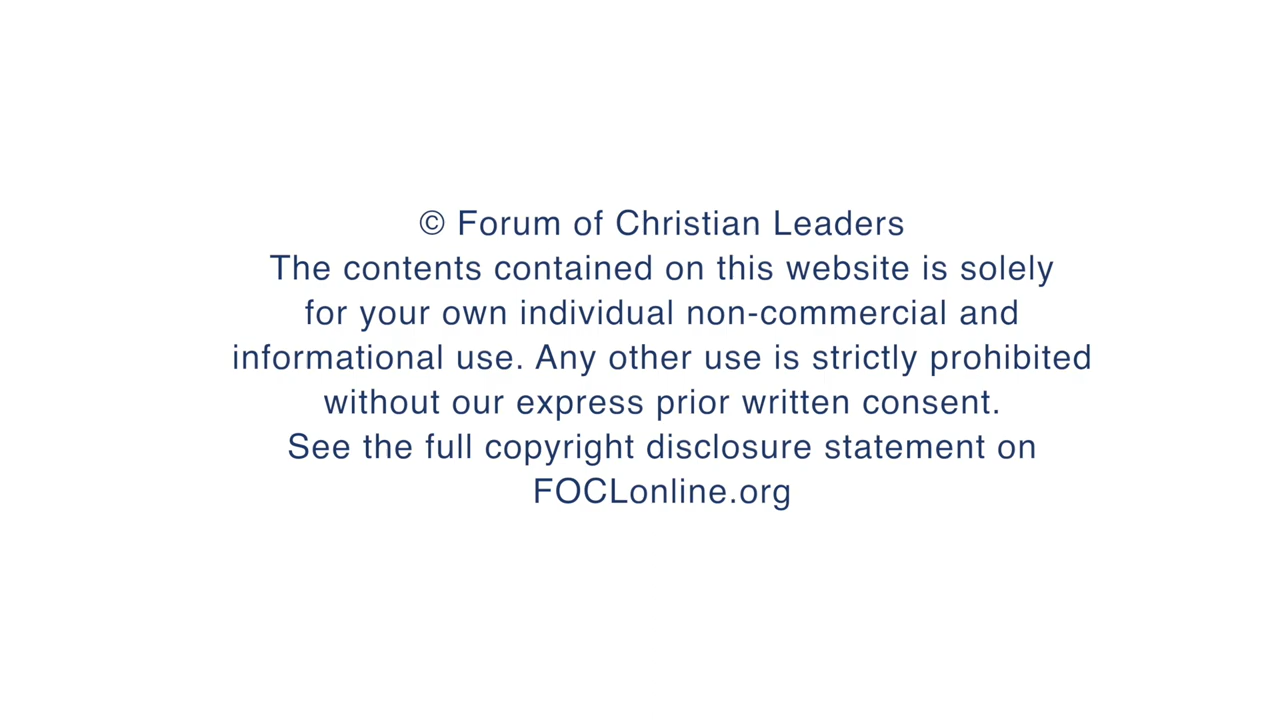 © Forum of Christian Leaders
The contents contained on this website is solely
for your own individual non-commercial and
informational use. Any other use is strictly prohibited
without our express prior written consent.
See the full copyright disclosure statement on
FOCLonline.org